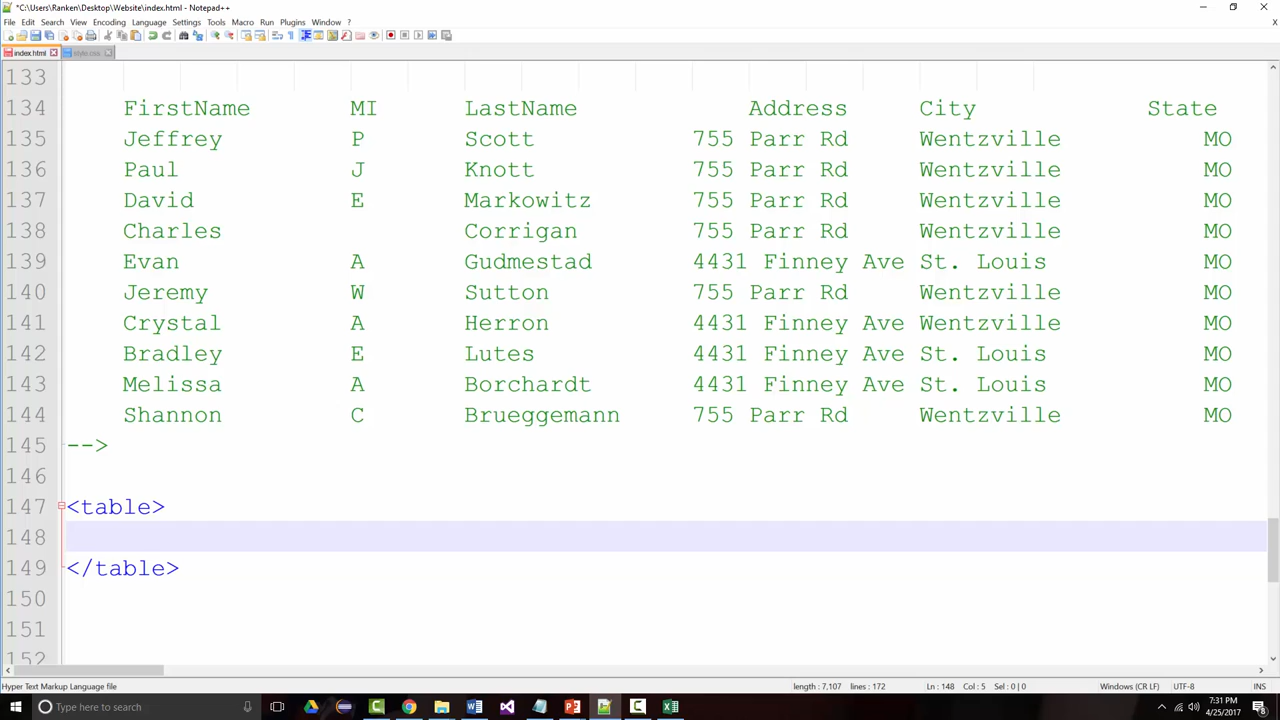 *C:\Users\Ranken\Desktop\Website\index.html - Notepad++
File Edit Search View Encoding Language Settings Tools Macro Run Plugins Window ?
index.html style.css
133
134 FirstName MI LastName Address City State
135 Jeffrey P Scott 755 Parr Rd Wentzville MO
136 Paul J Knott 755 Parr Rd Wentzville MO
137 David E Markowitz 755 Parr Rd Wentzville MO
138 Charles Corrigan 755 Parr Rd Wentzville MO
139 Evan A Gudmestad 4431 Finney Ave St. Louis MO
140 Jeremy W Sutton 755 Parr Rd Wentzville MO
141 Crystal A Herron 4431 Finney Ave Wentzville MO
142 Bradley E Lutes 4431 Finney Ave St. Louis MO
143 Melissa A Borchardt 4431 Finney Ave St. Louis MO
144 Shannon C Brueggemann 755 Parr Rd Wentzville MO
145 -->
146
147 <table>
148
149 </table>
150
151
152
Hyper Text Markup Language file length : 7,107 lines : 172 Ln : 148 Col : 5 Sel : 0 | 0 Windows (CR LF) UTF-8 INS
Type here to search 7:31 PM
4/25/2017